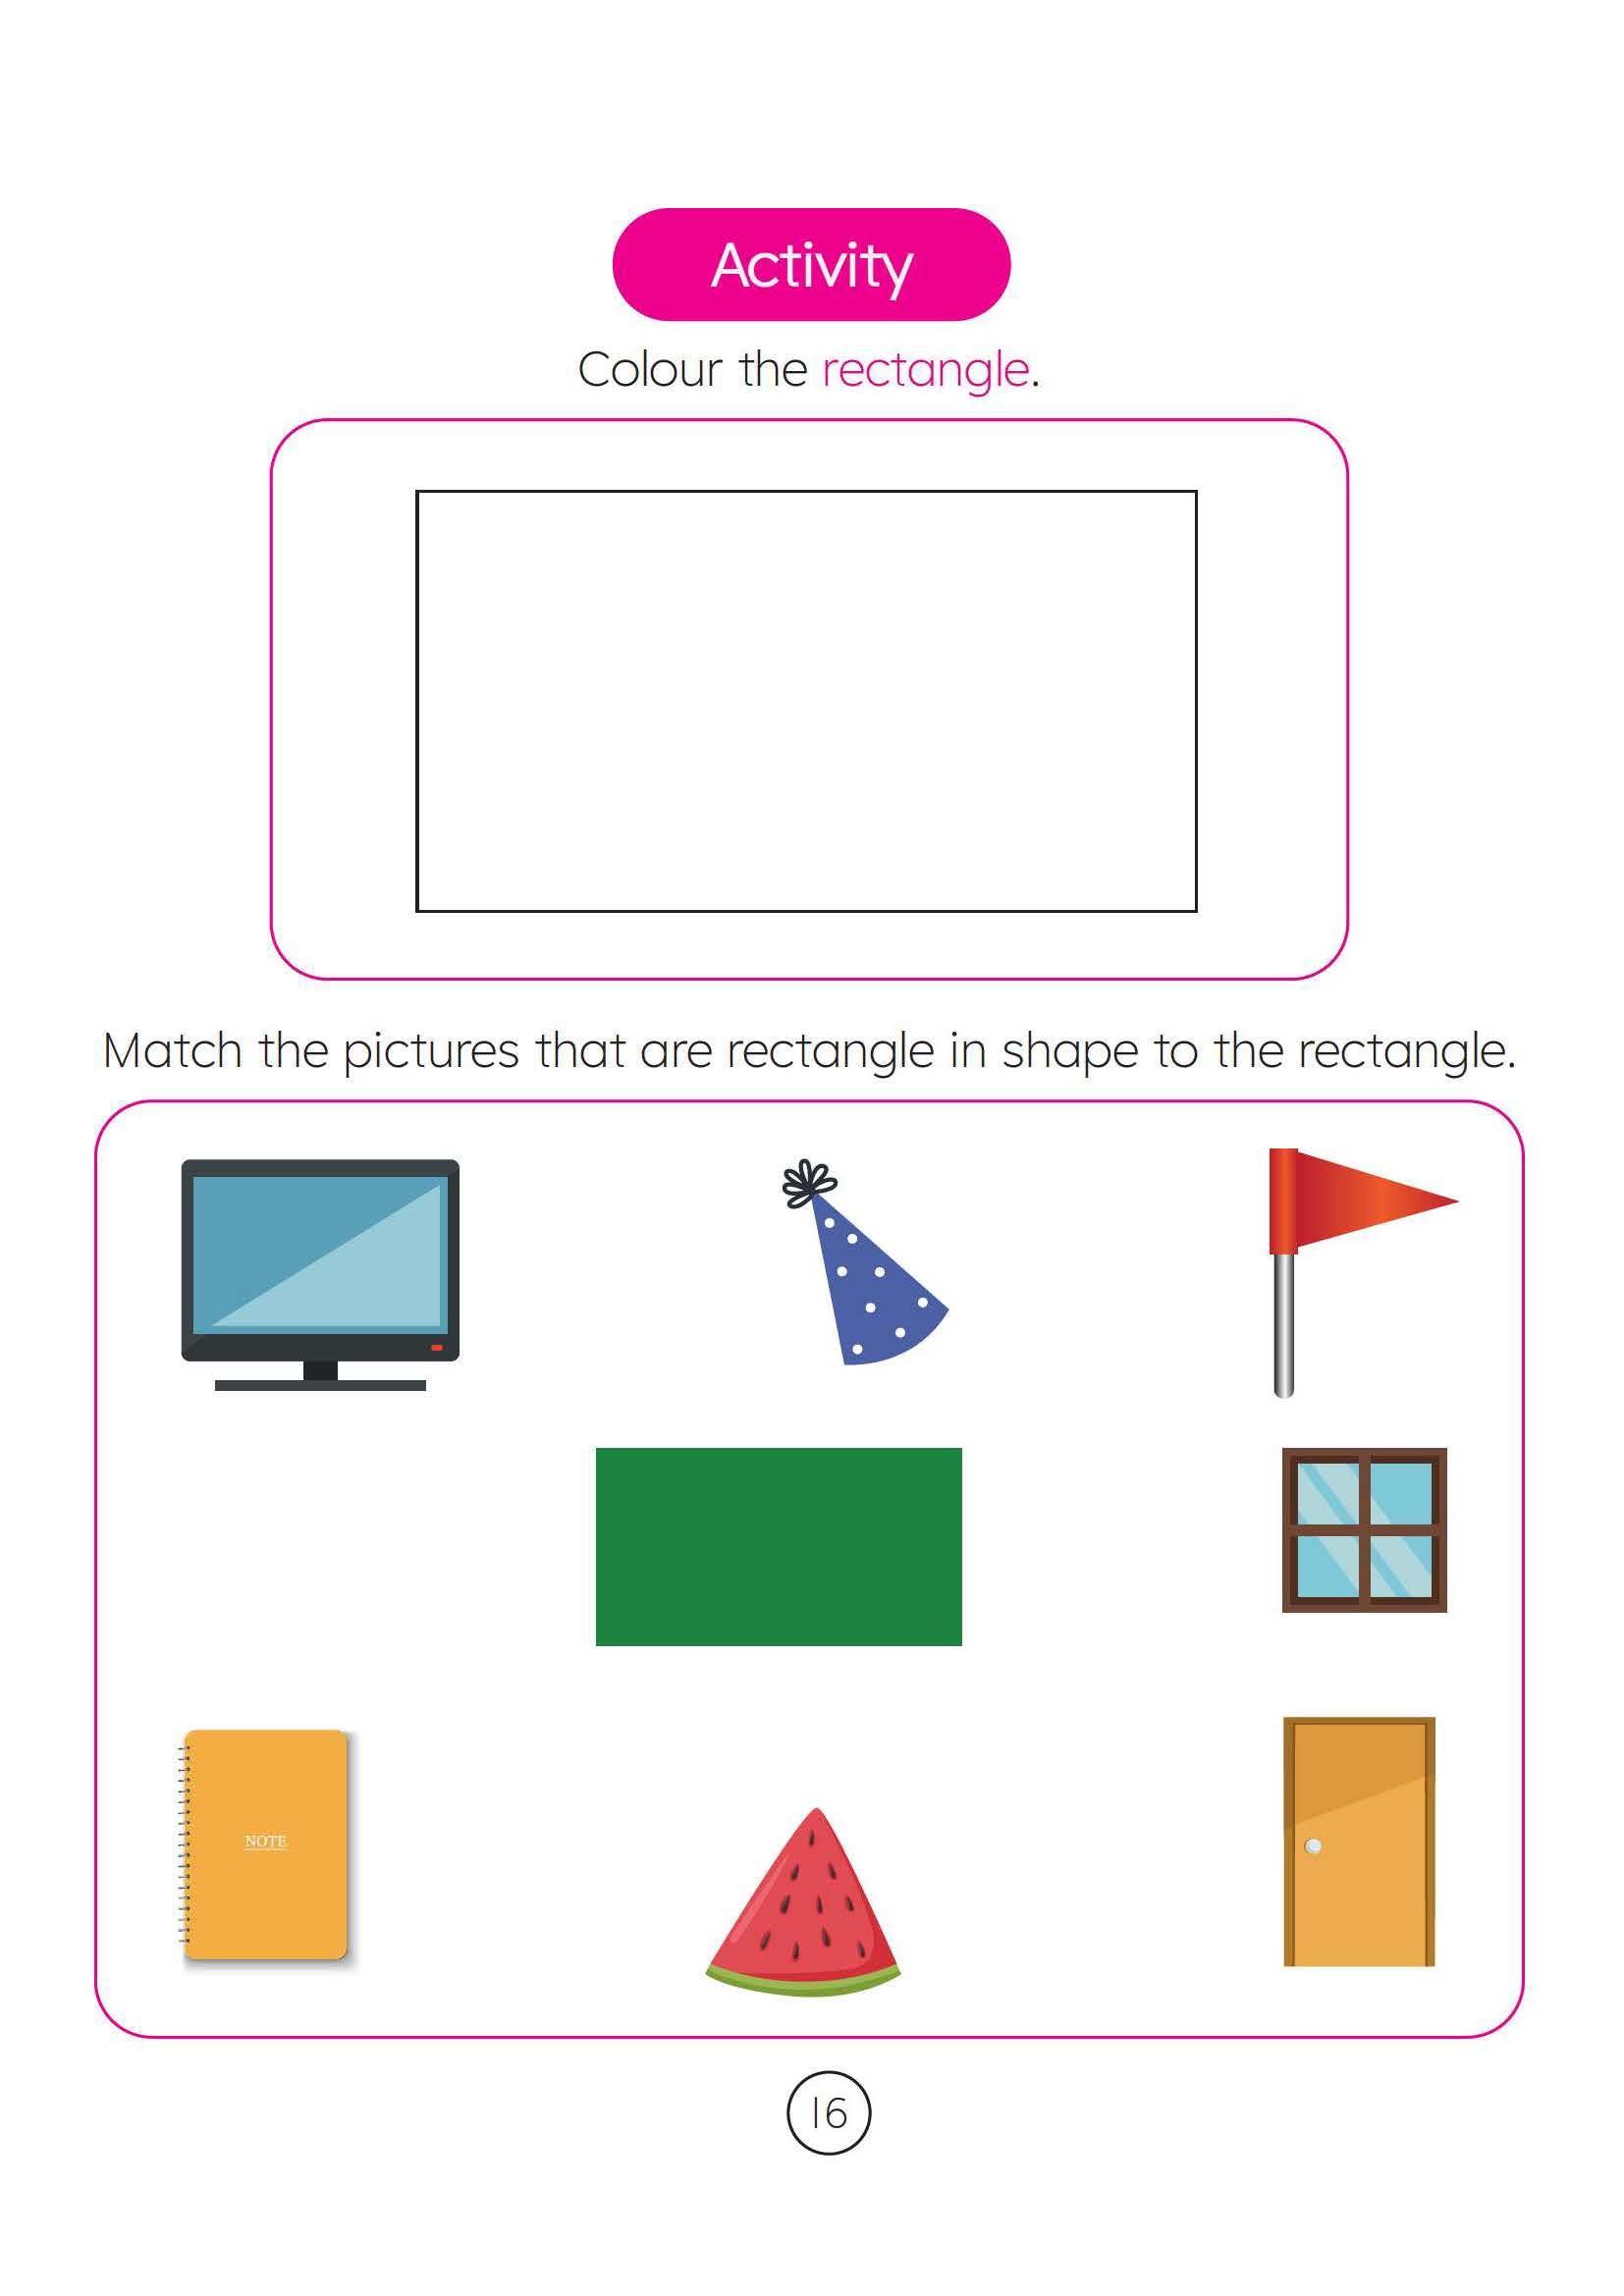 Activity
Colour the rectangle.
Match the pictures that are rectangle in shape to the rectangle.
NOTE
16